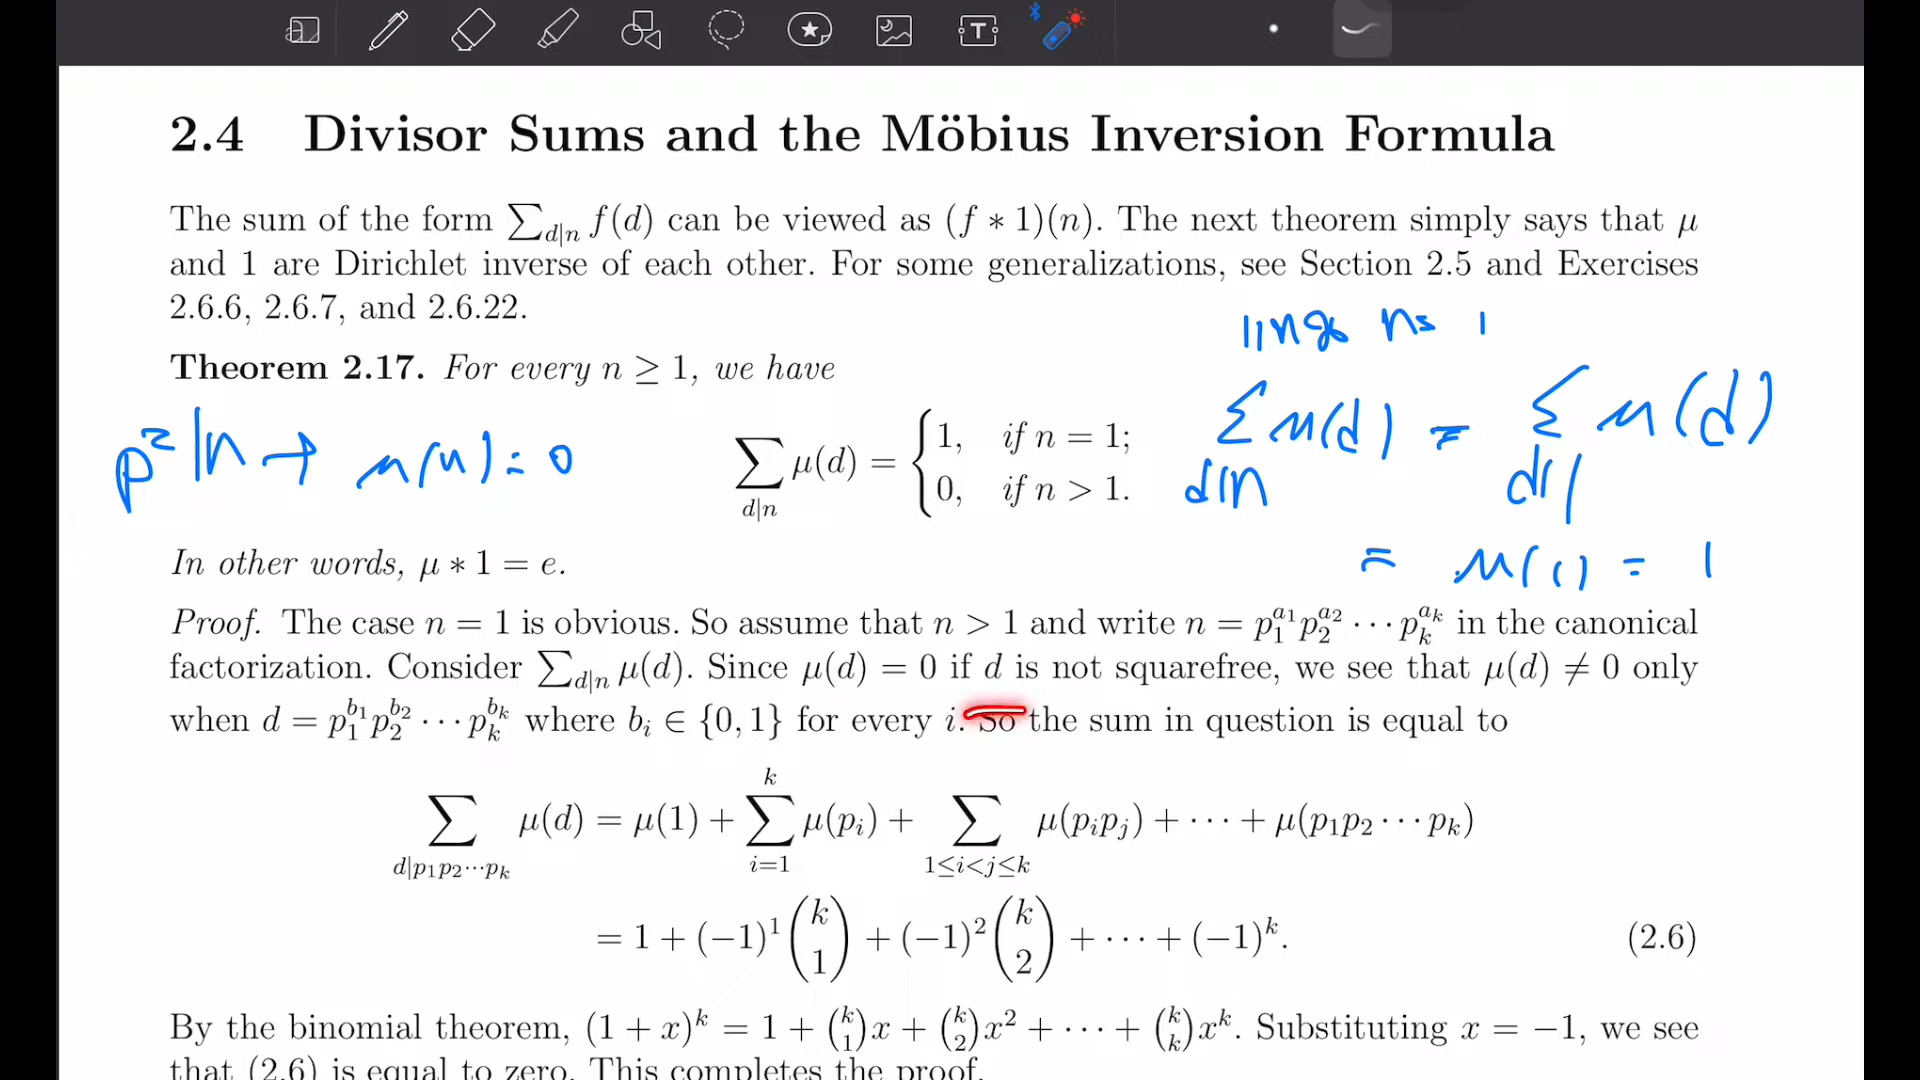 2.4 Divisor Sums and the Möbius Inversion Formula
The sum of the form ∑_{d|n} f(d) can be viewed as (f ∗ 1)(n). The next theorem simply says that μ
and 1 are Dirichlet inverse of each other. For some generalizations, see Section 2.5 and Exercises
2.6.6, 2.6.7, and 2.6.22.
n = 1
Theorem 2.17. For every n ≥ 1, we have
p² | n → μ(n) = 0
∑_{d|n} μ(d) = { 1, if n = 1; 0, if n > 1.
∑_{d|n} μ(d) = ∑_{d|1} μ(d)
= μ(1) = 1
In other words, μ ∗ 1 = e.
Proof. The case n = 1 is obvious. So assume that n > 1 and write n = p_1^{a_1} p_2^{a_2} ⋯ p_k^{a_k} in the canonical
factorization. Consider ∑_{d|n} μ(d). Since μ(d) = 0 if d is not squarefree, we see that μ(d) ≠ 0 only
when d = p_1^{b_1} p_2^{b_2} ⋯ p_k^{b_k} where b_i ∈ {0, 1} for every i. So the sum in question is equal to
∑_{d|p_1p_2⋯p_k} μ(d) = μ(1) + ∑_{i=1}^{k} μ(p_i) + ∑_{1≤i<j≤k} μ(p_ip_j) + ⋯ + μ(p_1p_2 ⋯ p_k)
= 1 + (−1)^1 \binom{k}{1} + (−1)^2 \binom{k}{2} + ⋯ + (−1)^k. (2.6)
By the binomial theorem, (1 + x)^k = 1 + \binom{k}{1}x + \binom{k}{2}x^2 + ⋯ + \binom{k}{k}x^k. Substituting x = −1, we see
that (2.6) is equal to zero. This completes the proof.